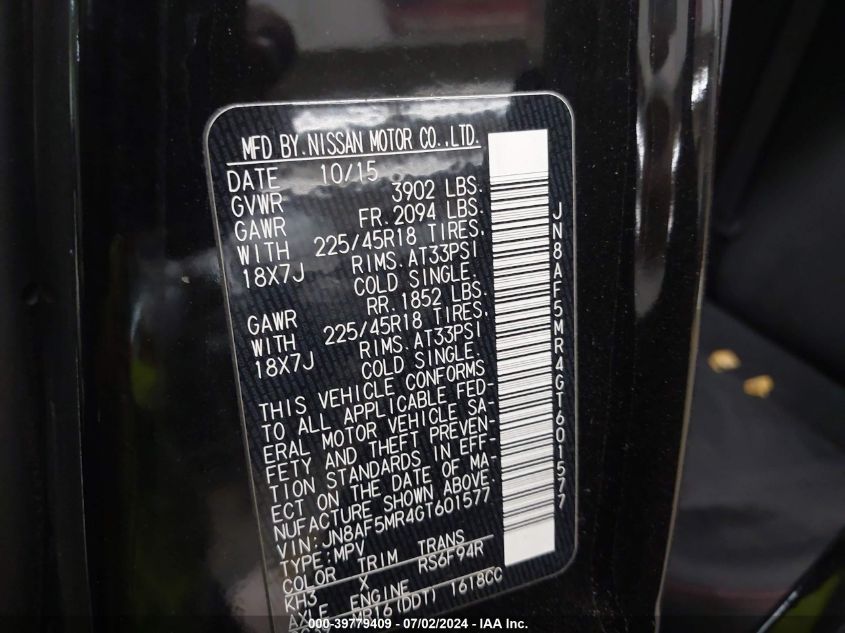 MFD BY.NISSAN MOTOR CO.,LTD.
DATE 10/15
GVWR 3902 LBS.
GAWR FR. 2094 LBS.
WITH 225/45R18 TIRES.
18X7J RIMS. AT33PSI
COLD SINGLE.
GAWR RR. 1852 LBS.
WITH 225/45R18 TIRES.
18X7J RIMS. AT33PSI
COLD SINGLE.
THIS VEHICLE CONFORMS
TO ALL APPLICABLE FED-
ERAL MOTOR VEHICLE SA-
FETY AND THEFT PREVEN-
TION STANDARDS IN EFF-
ECT ON THE DATE OF MA-
NUFACTURE SHOWN ABOVE.
VIN: JN8AF5MR4GT601577
TYPE:MPV
COLOR TRIM TRANS
KH3 X RS6F94R
AXLE ENGINE
MR16(DDT) 1618CC
JN8AF5MR4GT601577
000-39779409 - 07/02/2024 - IAA Inc.